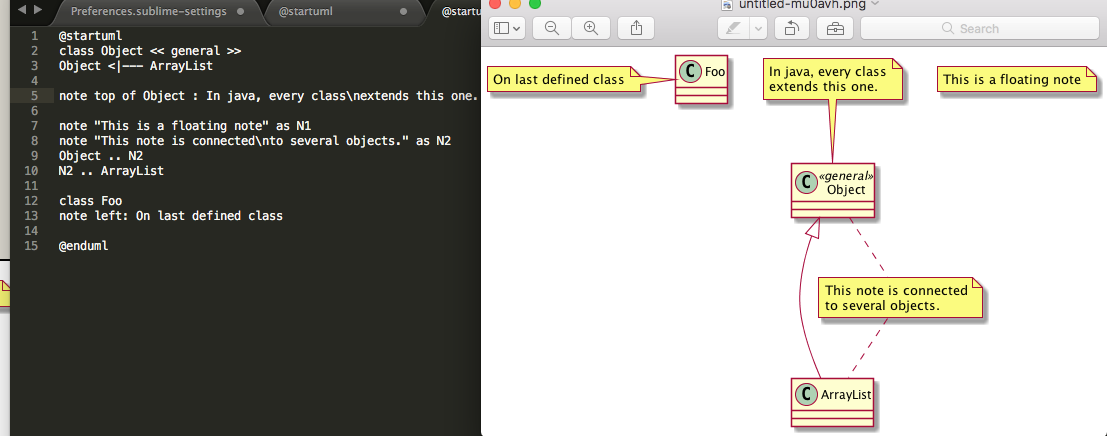 Preferences.sublime-settings
@startuml
@startu
1 @startuml
2 class Object << general >>
3 Object <|--- ArrayList
4
5 note top of Object : In java, every class\nextends this one.
6
7 note "This is a floating note" as N1
8 note "This note is connected\nto several objects." as N2
9 Object .. N2
10 N2 .. ArrayList
11
12 class Foo
13 note left: On last defined class
14
15 @enduml
untitled-mu0avh.png
Search
On last defined class
C Foo
In java, every class
extends this one.
This is a floating note
C «general»
Object
This note is connected
to several objects.
C ArrayList